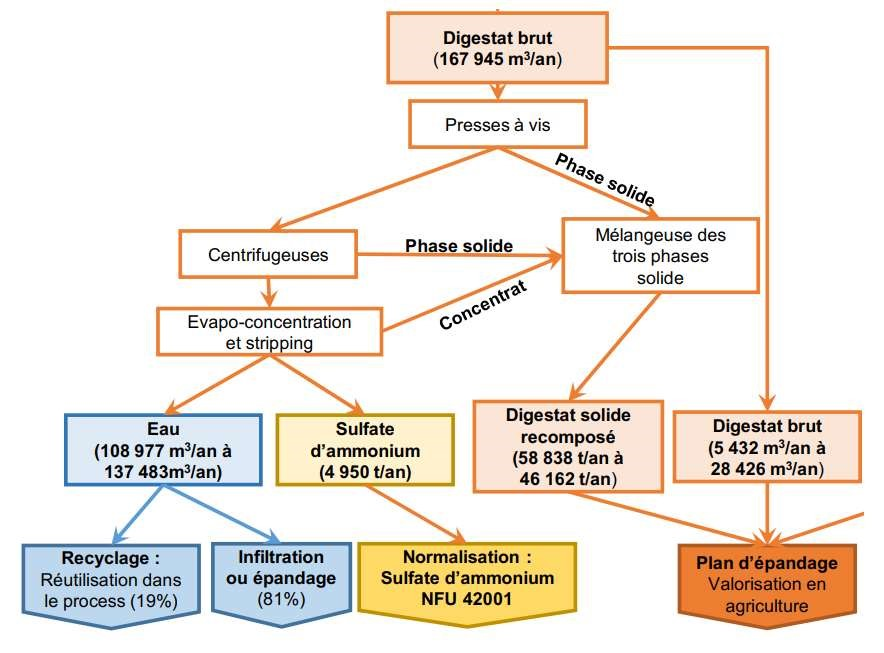 Digestat brut
(167 945 m³/an)
Presses à vis
Phase solide
Centrifugeuses
Phase solide
Mélangeuse des
trois phases
solide
Evapo-concentration
et stripping
Concentrat
Eau
(108 977 m³/an à
137 483m³/an)
Sulfate
d'ammonium
(4 950 t/an)
Digestat solide
recomposé
(58 838 t/an à
46 162 t/an)
Digestat brut
(5 432 m³/an à
28 426 m³/an)
Recyclage :
Réutilisation dans
le process (19%)
Infiltration
ou épandage
(81%)
Normalisation :
Sulfate d'ammonium
NFU 42001
Plan d'épandage
Valorisation en
agriculture